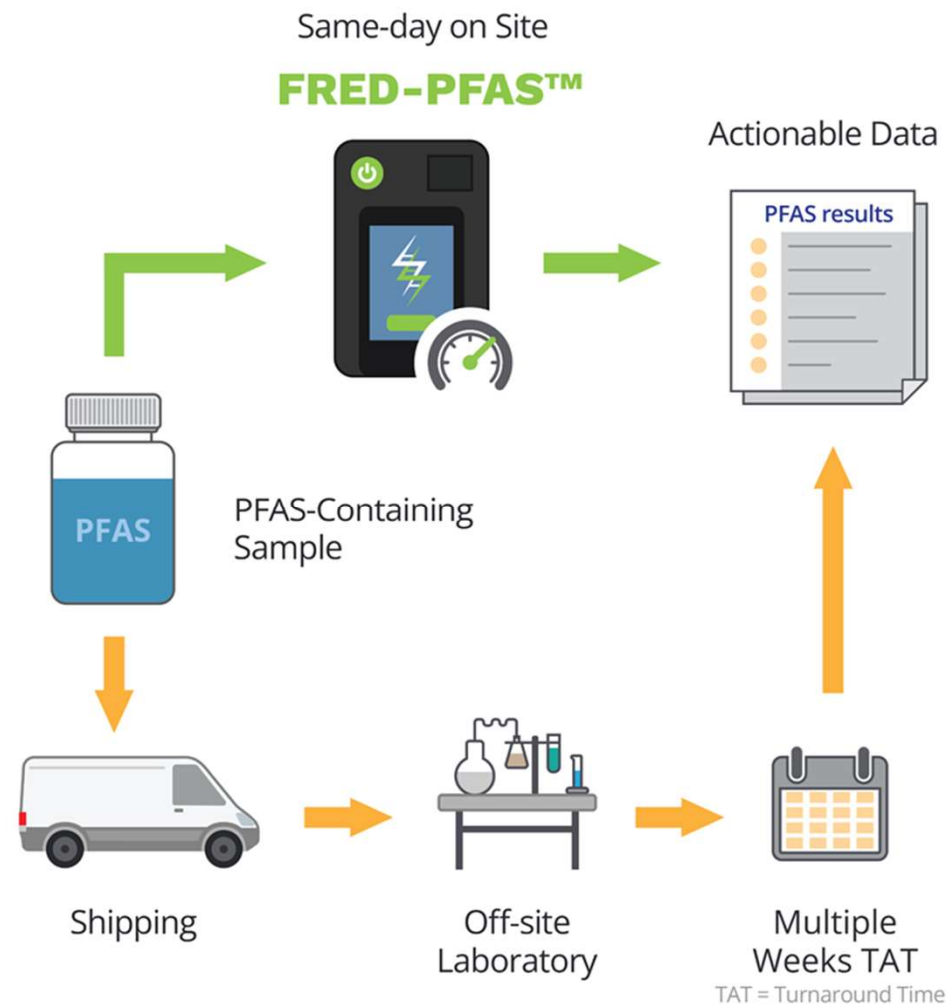 Same-day on Site
FRED-PFAS™
Actionable Data
PFAS results
PFAS
PFAS-Containing
Sample
Shipping
Off-site
Laboratory
Multiple
Weeks TAT
TAT = Turnaround Time